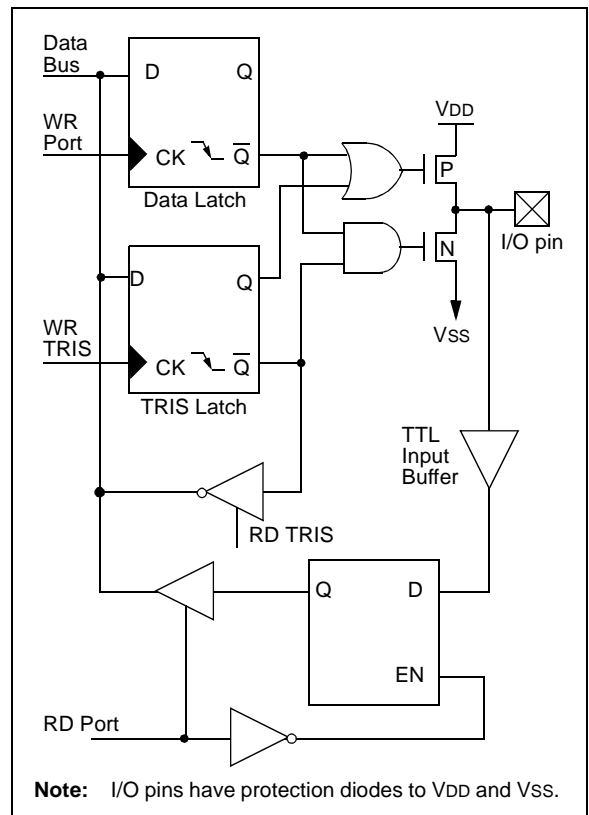 Data
Bus
D
Q
WR
Port
CK
Q
Data Latch
VDD
P
I/O pin
N
VSS
D
Q
WR
TRIS
CK
Q
TRIS Latch
TTL
Input
Buffer
RD TRIS
Q
D
EN
RD Port
Note: I/O pins have protection diodes to VDD and VSS.